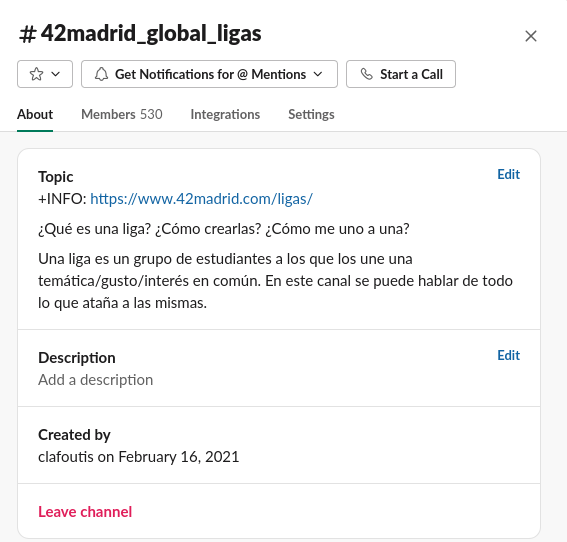 #42madrid_global_ligas
Get Notifications for @ Mentions
Start a Call
About Members 530 Integrations Settings
Topic Edit
+INFO: https://www.42madrid.com/ligas/
¿Qué es una liga? ¿Cómo crearlas? ¿Cómo me uno a una?
Una liga es un grupo de estudiantes a los que los une una
temática/gusto/interés en común. En este canal se puede hablar de todo
lo que ataña a las mismas.
Description Edit
Add a description
Created by
clafoutis on February 16, 2021
Leave channel